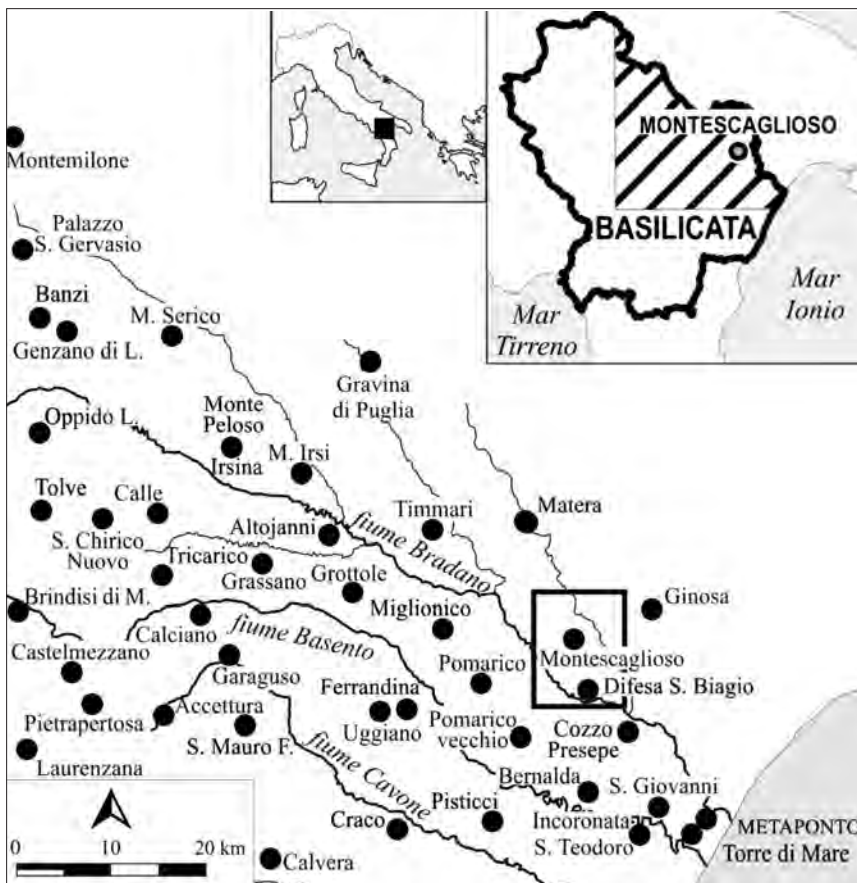 MONTESCAGLIOSO
BASILICATA
Mar
Tirreno
Mar
Ionio
Montemilone
Palazzo
S. Gervasio
Banzi
Genzano di L.
M. Serico
Gravina
di Puglia
Oppido L.
Monte
Peloso
Irsina
M. Irsi
Tolve
Calle
S. Chirico
Nuovo
Altojanni
Timmari
Matera
fiume Bradano
Tricarico
Grassano
Grottole
Brindisi di M.
Calciano
fiume Basento
Miglionico
Ginosa
Montescaglioso
Castelmezzano
Garaguso
Pomarico
Difesa S. Biagio
Pietrapertosa
Accettura
Ferrandina
Uggiano
Pomarico
vecchio
Cozzo
Presepe
S. Mauro F.
Laurenzana
fiume Cavone
Bernalda
S. Giovanni
Craco
Pisticci
Incoronata
S. Teodoro
METAPONTO
Torre di Mare
Calvera
0 10 20 km